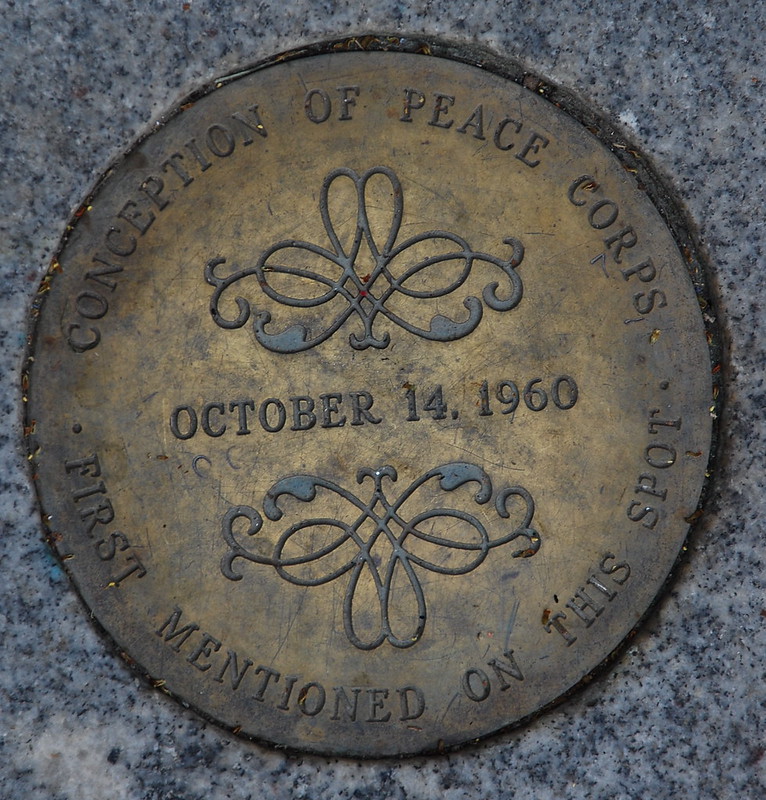 CONCEPTION OF PEACE CORPS
OCTOBER 14, 1960
· FIRST MENTIONED ON THIS SPOT ·